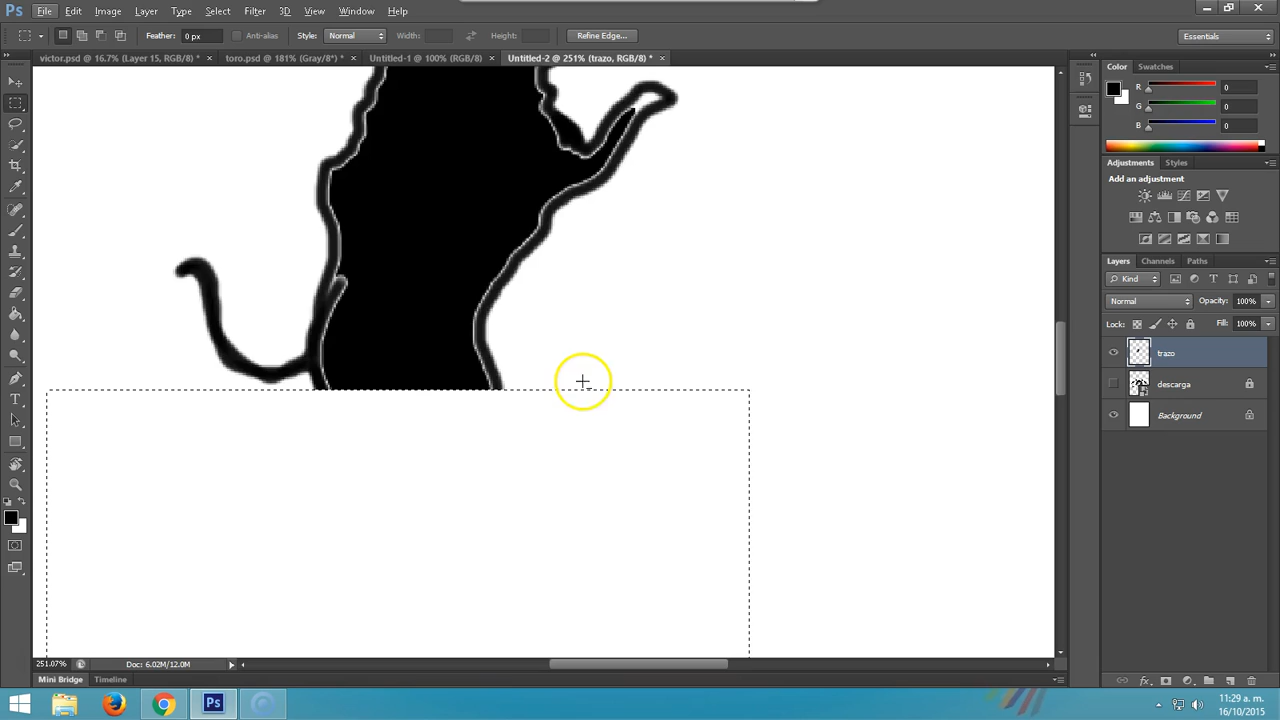 Ps File Edit Image Layer Type Select Filter 3D View Window Help
Feather: 0 px Anti-alias Style: Normal Width: Height: Refine Edge... Essentials
victor.psd @ 16.7% (Layer 15, RGB/8) * × toro.psd @ 181% (Gray/8*) * × Untitled-1 @ 100% (RGB/8) × Untitled-2 @ 251% (trazo, RGB/8) * ×
Color Swatches
R 0
G 0
B 0
Adjustments Styles
Add an adjustment
Layers Channels Paths
Kind
Normal Opacity: 100%
Lock: Fill: 100%
trazo
descarga
Background
251.07% Doc: 6.02M/12.0M
Mini Bridge Timeline
Ps
11:29 a. m.
16/10/2015